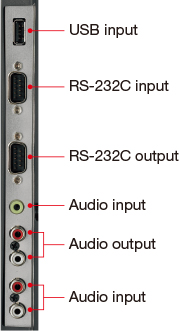 USB input
RS-232C input
RS-232C output
Audio input
Audio output
Audio input